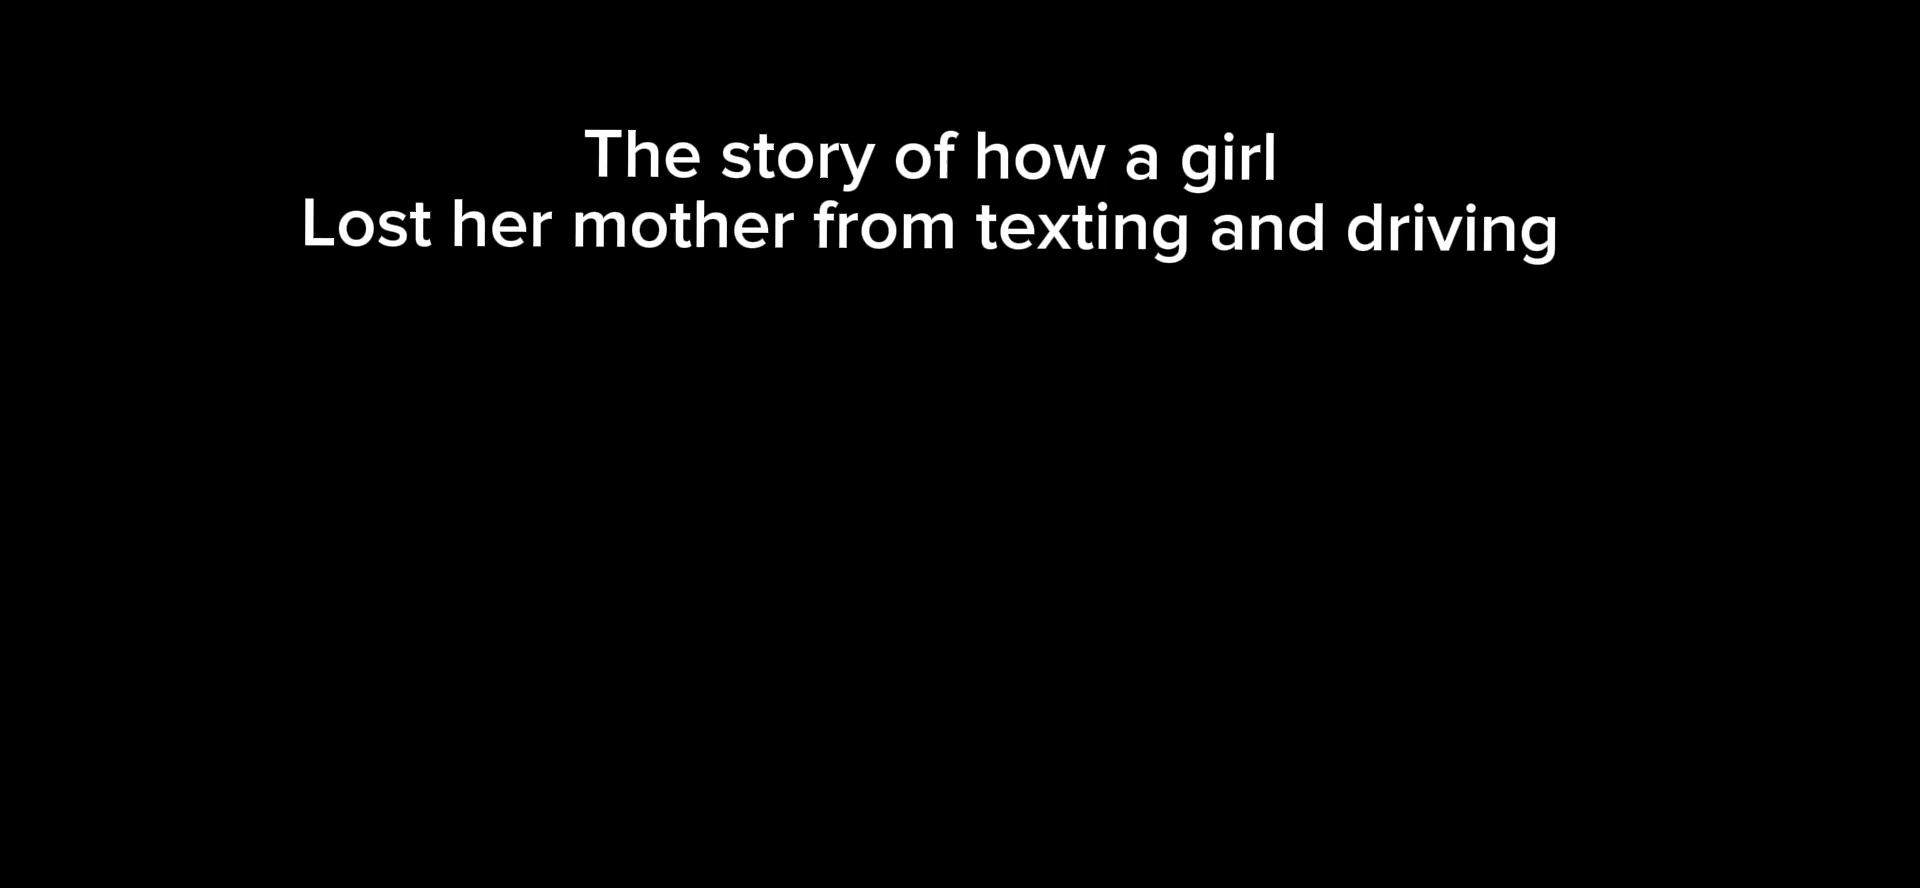 The story of how a girl
Lost her mother from texting and driving